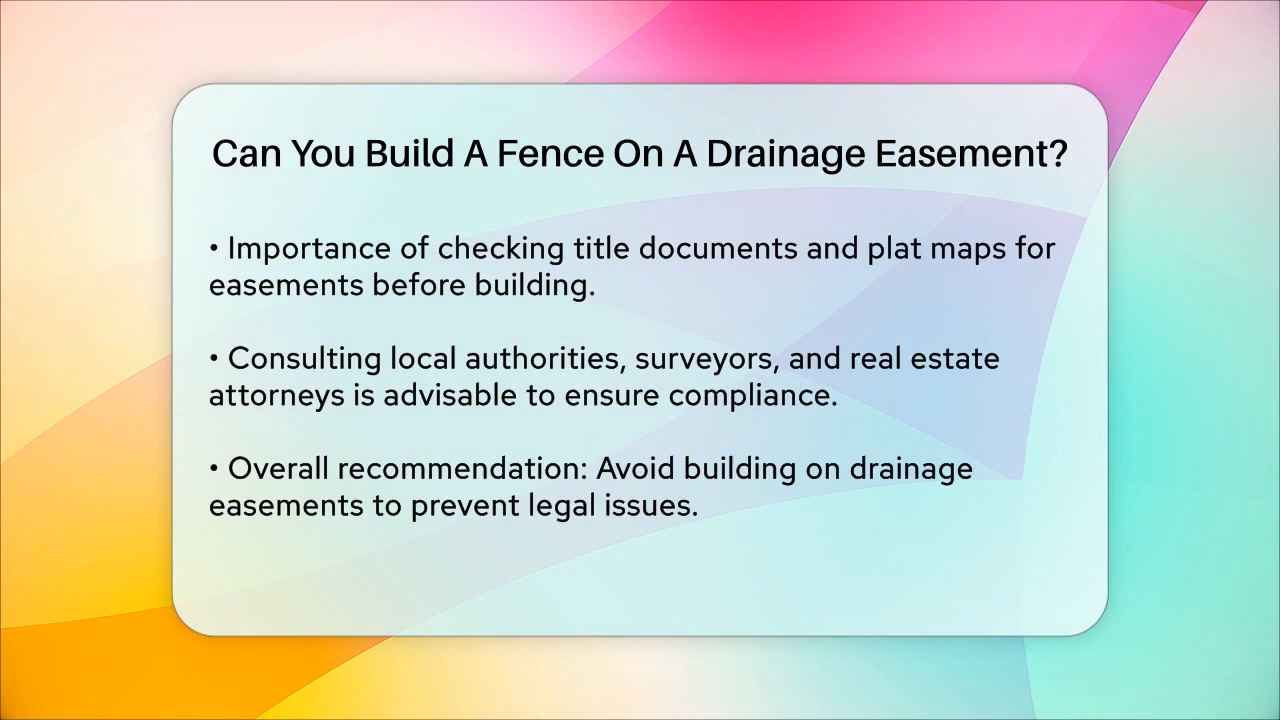 Can You Build A Fence On A Drainage Easement?
• Importance of checking title documents and plat maps for
easements before building.
• Consulting local authorities, surveyors, and real estate
attorneys is advisable to ensure compliance.
• Overall recommendation: Avoid building on drainage
easements to prevent legal issues.